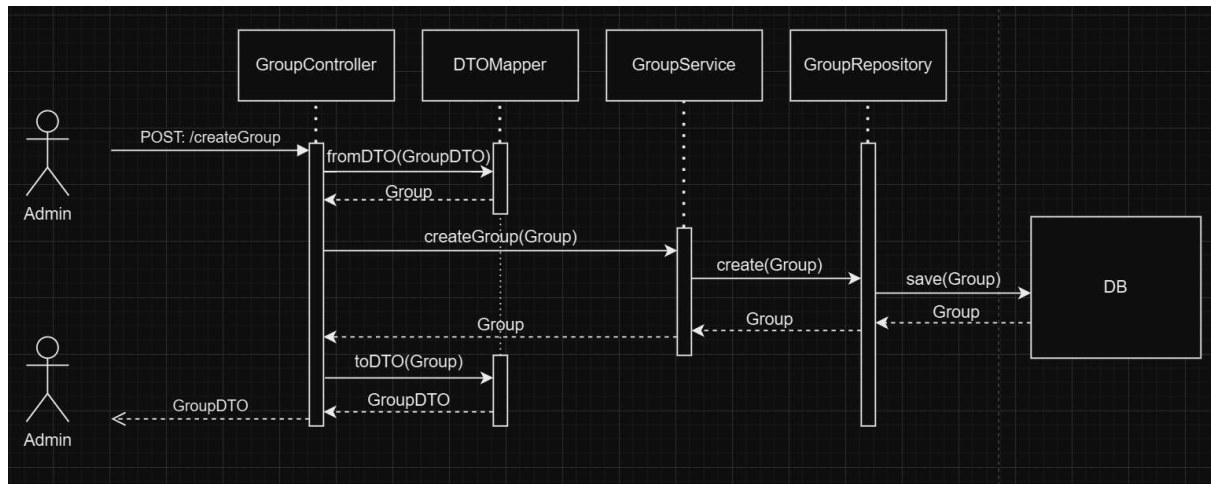 GroupController
DTOMapper
GroupService
GroupRepository
POST: /createGroup
fromDTO(GroupDTO)
Group
Admin
createGroup(Group)
create(Group)
save(Group)
DB
Group
Group
Group
toDTO(Group)
GroupDTO
GroupDTO
Admin